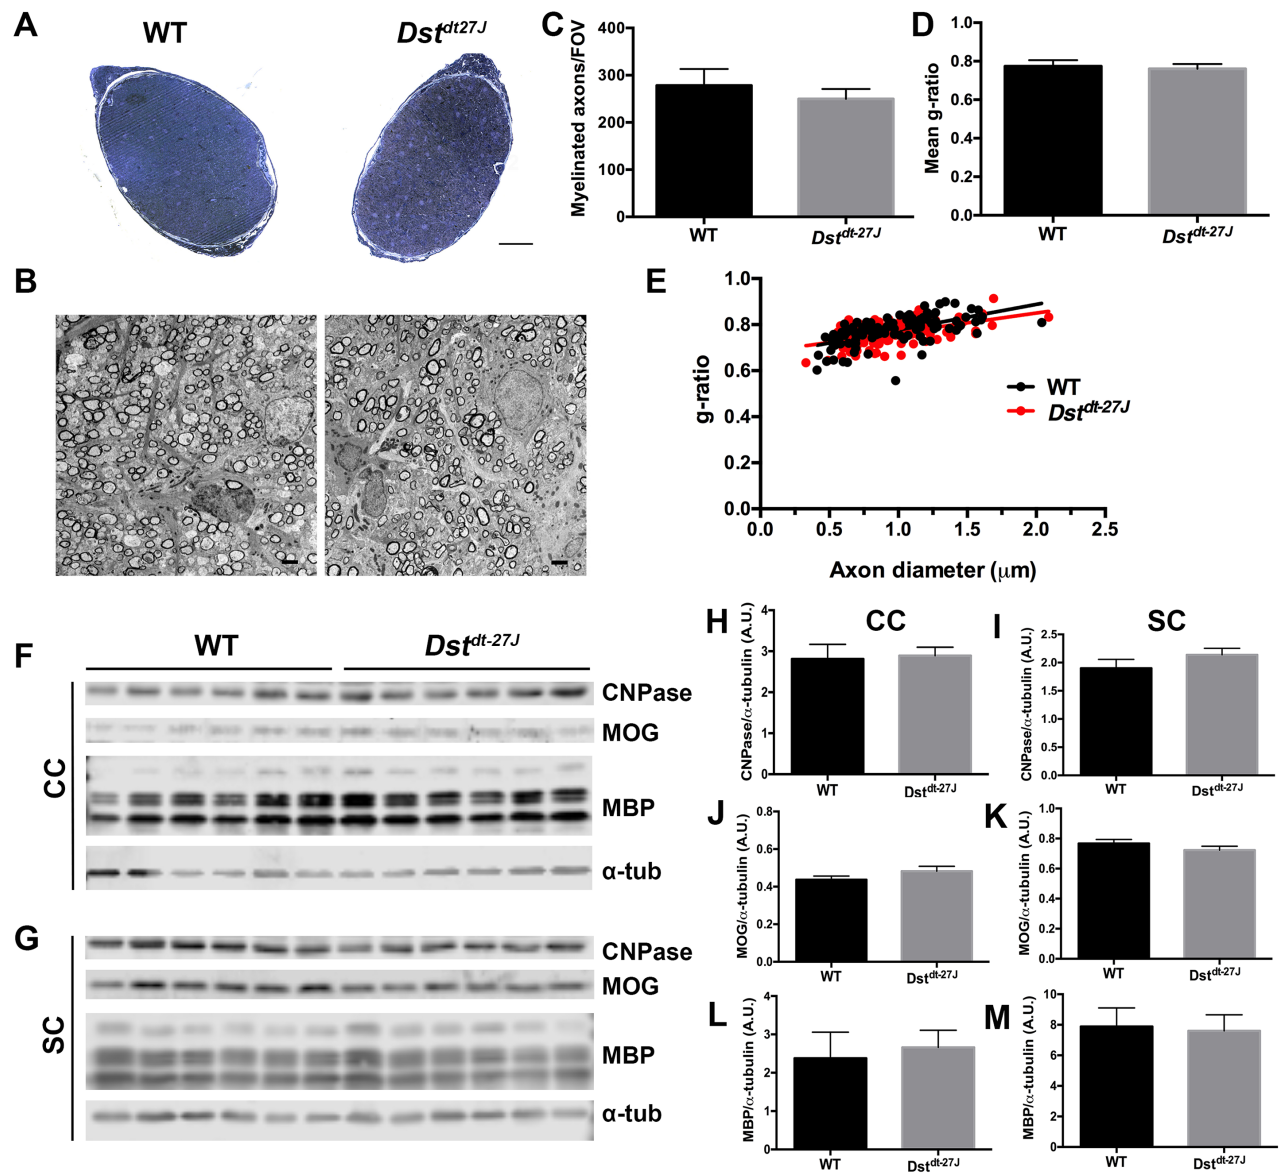 A
WT
Dst^dt27J
B
C
Myelinated axons/FOV
400
300
200
100
0
WT
Dst^dt-27J
D
Mean g-ratio
1.0
0.8
0.6
0.4
0.2
0.0
WT
Dst^dt-27J
E
g-ratio
1.0
0.8
0.6
0.4
0.2
0.0
0.0 0.5 1.0 1.5 2.0 2.5
Axon diameter (μm)
WT
Dst^dt-27J
F
WT
Dst^dt-27J
CC
CNPase
MOG
MBP
α-tub
G
SC
CNPase
MOG
MBP
α-tub
H
CC
CNPase/α-tubulin (A.U.)
4
3
2
1
0
WT
Dst^dt-27J
I
SC
CNPase/α-tubulin (A.U.)
2.5
2.0
1.5
1.0
0.5
0.0
WT
Dst^dt-27J
J
MOG/α-tubulin (A.U.)
0.8
0.6
0.4
0.2
0.0
WT
Dst^dt-27J
K
MOG/α-tubulin (A.U.)
1.0
0.8
0.6
0.4
0.2
0.0
WT
Dst^dt-27J
L
MBP/α-tubulin (A.U.)
4
3
2
1
0
WT
Dst^dt-27J
M
MBP/α-tubulin (A.U.)
10
8
6
4
2
0
WT
Dst^dt-27J